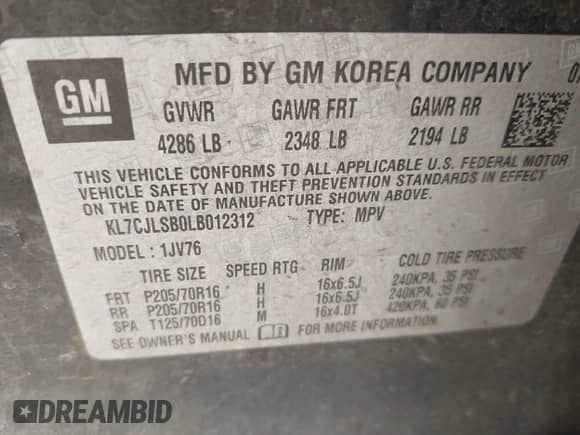 GM
MFD BY GM KOREA COMPANY 0
GVWR GAWR FRT GAWR RR
4286 LB 2348 LB 2194 LB
THIS VEHICLE CONFORMS TO ALL APPLICABLE U.S. FEDERAL MOTOR
VEHICLE SAFETY AND THEFT PREVENTION STANDARDS IN EFFECT
ON THE DATE OF MANUFACTURE SHOWN ABOVE.
KL7CJLSB0LB012312 TYPE: MPV
MODEL : 1JV76
TIRE SIZE SPEED RTG RIM COLD TIRE PRESSURE
FRT P205/70R16 H 16x6.5J 240KPA, 35 PSI
RR P205/70R16 H 16x6.5J 240KPA, 35 PSI
SPA T125/70D16 M 16x4.0T 420KPA, 60 PSI
SEE OWNER'S MANUAL FOR MORE INFORMATION
DREAMBID